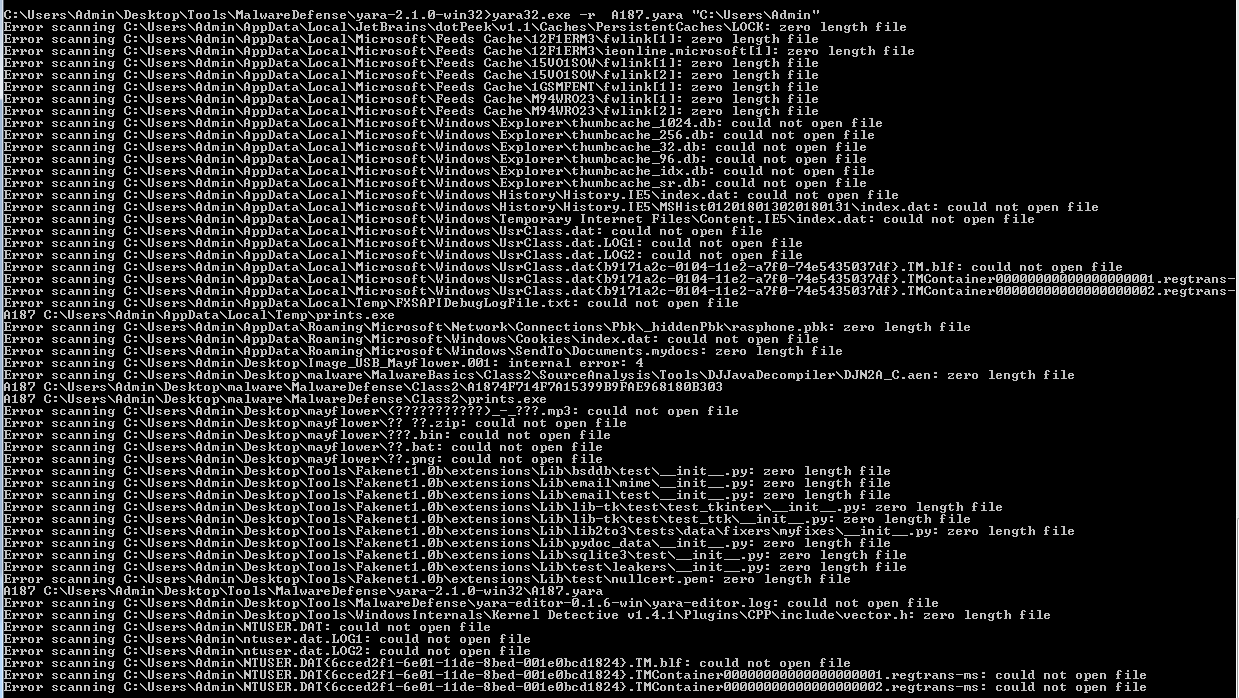 C:\Users\Admin\Desktop\Tools\MalwareDefense\yara-2.1.0-win32>yara32.exe -r  A187.yara "C:\Users\Admin"
Error scanning C:\Users\Admin\AppData\Local\JetBrains\dotPeek\v1.1\Caches\PersistentCaches\LOCK: zero length file
Error scanning C:\Users\Admin\AppData\Local\Microsoft\Feeds Cache\12F1ERM3\fwlink[1]: zero length file
Error scanning C:\Users\Admin\AppData\Local\Microsoft\Feeds Cache\12F1ERM3\ieonline.microsoft[1]: zero length file
Error scanning C:\Users\Admin\AppData\Local\Microsoft\Feeds Cache\15VO1SOW\fwlink[1]: zero length file
Error scanning C:\Users\Admin\AppData\Local\Microsoft\Feeds Cache\15VO1SOW\fwlink[2]: zero length file
Error scanning C:\Users\Admin\AppData\Local\Microsoft\Feeds Cache\1GSMFENT\fwlink[1]: zero length file
Error scanning C:\Users\Admin\AppData\Local\Microsoft\Feeds Cache\M94WRO23\fwlink[1]: zero length file
Error scanning C:\Users\Admin\AppData\Local\Microsoft\Feeds Cache\M94WRO23\fwlink[2]: zero length file
Error scanning C:\Users\Admin\AppData\Local\Microsoft\Windows\Explorer\thumbcache_1024.db: could not open file
Error scanning C:\Users\Admin\AppData\Local\Microsoft\Windows\Explorer\thumbcache_256.db: could not open file
Error scanning C:\Users\Admin\AppData\Local\Microsoft\Windows\Explorer\thumbcache_32.db: could not open file
Error scanning C:\Users\Admin\AppData\Local\Microsoft\Windows\Explorer\thumbcache_96.db: could not open file
Error scanning C:\Users\Admin\AppData\Local\Microsoft\Windows\Explorer\thumbcache_idx.db: could not open file
Error scanning C:\Users\Admin\AppData\Local\Microsoft\Windows\Explorer\thumbcache_sr.db: could not open file
Error scanning C:\Users\Admin\AppData\Local\Microsoft\Windows\History\History.IE5\index.dat: could not open file
Error scanning C:\Users\Admin\AppData\Local\Microsoft\Windows\History\History.IE5\MSHist012018013020180131\index.dat: could not open file
Error scanning C:\Users\Admin\AppData\Local\Microsoft\Windows\Temporary Internet Files\Content.IE5\index.dat: could not open file
Error scanning C:\Users\Admin\AppData\Local\Microsoft\Windows\UsrClass.dat: could not open file
Error scanning C:\Users\Admin\AppData\Local\Microsoft\Windows\UsrClass.dat.LOG1: could not open file
Error scanning C:\Users\Admin\AppData\Local\Microsoft\Windows\UsrClass.dat.LOG2: could not open file
Error scanning C:\Users\Admin\AppData\Local\Microsoft\Windows\UsrClass.dat{b9171a2c-0104-11e2-a7f0-74e5435037df}.TM.blf: could not open file
Error scanning C:\Users\Admin\AppData\Local\Microsoft\Windows\UsrClass.dat{b9171a2c-0104-11e2-a7f0-74e5435037df}.TMContainer00000000000000000001.regtrans-
Error scanning C:\Users\Admin\AppData\Local\Microsoft\Windows\UsrClass.dat{b9171a2c-0104-11e2-a7f0-74e5435037df}.TMContainer00000000000000000002.regtrans-
Error scanning C:\Users\Admin\AppData\Local\Temp\FXSAPIDebugLogFile.txt: could not open file
A187 C:\Users\Admin\AppData\Local\Temp\prints.exe
Error scanning C:\Users\Admin\AppData\Roaming\Microsoft\Network\Connections\Pbk\_hiddenPbk\rasphone.pbk: zero length file
Error scanning C:\Users\Admin\AppData\Roaming\Microsoft\Windows\Cookies\index.dat: could not open file
Error scanning C:\Users\Admin\AppData\Roaming\Microsoft\Windows\SendTo\Documents.mydocs: zero length file
Error scanning C:\Users\Admin\Desktop\Image_USB_Mayflower.001: internal error: 4
Error scanning C:\Users\Admin\Desktop\malware\MalwareBasics\Class2\SourceAnalysis\Tools\DJJavaDecompiler\DJN2A_C.aen: zero length file
A187 C:\Users\Admin\Desktop\malware\MalwareDefense\Class2\A1874F714F7A15399B9FAE968180B303
A187 C:\Users\Admin\Desktop\malware\MalwareDefense\Class2\prints.exe
Error scanning C:\Users\Admin\Desktop\mayflower\(???????????)_-_???.mp3: could not open file
Error scanning C:\Users\Admin\Desktop\mayflower\?? ??.zip: could not open file
Error scanning C:\Users\Admin\Desktop\mayflower\???.bin: could not open file
Error scanning C:\Users\Admin\Desktop\mayflower\??.bat: could not open file
Error scanning C:\Users\Admin\Desktop\mayflower\??.png: could not open file
Error scanning C:\Users\Admin\Desktop\Tools\Fakenet1.0b\extensions\Lib\bsddb\test\__init__.py: zero length file
Error scanning C:\Users\Admin\Desktop\Tools\Fakenet1.0b\extensions\Lib\email\mime\__init__.py: zero length file
Error scanning C:\Users\Admin\Desktop\Tools\Fakenet1.0b\extensions\Lib\email\test\__init__.py: zero length file
Error scanning C:\Users\Admin\Desktop\Tools\Fakenet1.0b\extensions\Lib\lib-tk\test\test_tkinter\__init__.py: zero length file
Error scanning C:\Users\Admin\Desktop\Tools\Fakenet1.0b\extensions\Lib\lib-tk\test\test_ttk\__init__.py: zero length file
Error scanning C:\Users\Admin\Desktop\Tools\Fakenet1.0b\extensions\Lib\lib2to3\tests\data\fixers\myfixes\__init__.py: zero length file
Error scanning C:\Users\Admin\Desktop\Tools\Fakenet1.0b\extensions\Lib\pydoc_data\__init__.py: zero length file
Error scanning C:\Users\Admin\Desktop\Tools\Fakenet1.0b\extensions\Lib\sqlite3\test\__init__.py: zero length file
Error scanning C:\Users\Admin\Desktop\Tools\Fakenet1.0b\extensions\Lib\test\leakers\__init__.py: zero length file
Error scanning C:\Users\Admin\Desktop\Tools\Fakenet1.0b\extensions\Lib\test\nullcert.pem: zero length file
A187 C:\Users\Admin\Desktop\Tools\MalwareDefense\yara-2.1.0-win32\A187.yara
Error scanning C:\Users\Admin\Desktop\Tools\MalwareDefense\yara-editor-0.1.6-win\yara-editor.log: could not open file
Error scanning C:\Users\Admin\Desktop\Tools\WindowsInternals\Kernel Detective v1.4.1\Plugins\CPP\include\vector.h: zero length file
Error scanning C:\Users\Admin\NTUSER.DAT: could not open file
Error scanning C:\Users\Admin\ntuser.dat.LOG1: could not open file
Error scanning C:\Users\Admin\ntuser.dat.LOG2: could not open file
Error scanning C:\Users\Admin\NTUSER.DAT{6cced2f1-6e01-11de-8bed-001e0bcd1824}.TM.blf: could not open file
Error scanning C:\Users\Admin\NTUSER.DAT{6cced2f1-6e01-11de-8bed-001e0bcd1824}.TMContainer00000000000000000001.regtrans-ms: could not open file
Error scanning C:\Users\Admin\NTUSER.DAT{6cced2f1-6e01-11de-8bed-001e0bcd1824}.TMContainer00000000000000000002.regtrans-ms: could not open file